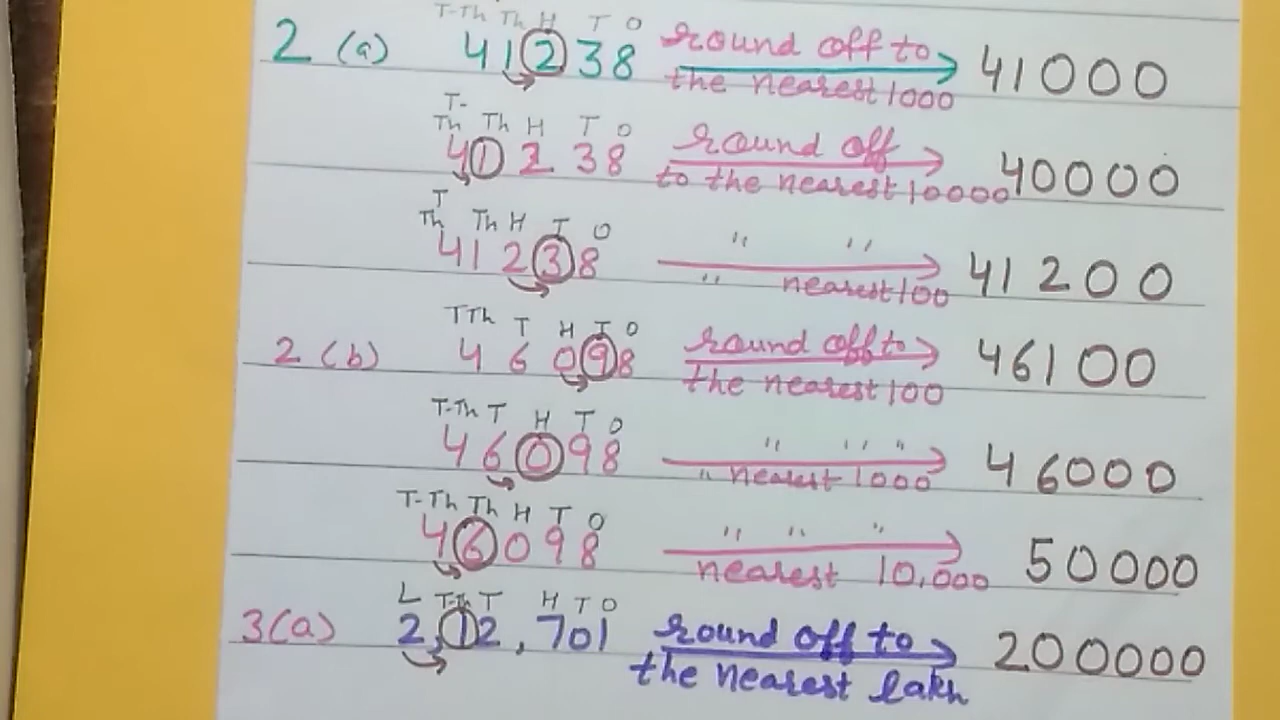 T-Th Th H T O
2 (a) 41238 round off to 41000
the nearest 1000
T-
Th Th H T O
41238 round off 40000
to the nearest 10000
T
Th Th H T O
41238 " " 41200
" nearest 100
TTh T H T O
2 (b) 46098 round off to 46100
the nearest 100
T-Th T H T O
46098 " " " 46000
" nearest 1000
T-Th Th H T O
46098 " " " 50000
nearest 10,000
L T-Th T H T O
3(a) 2,12,701 round off to 200000
the nearest lakh